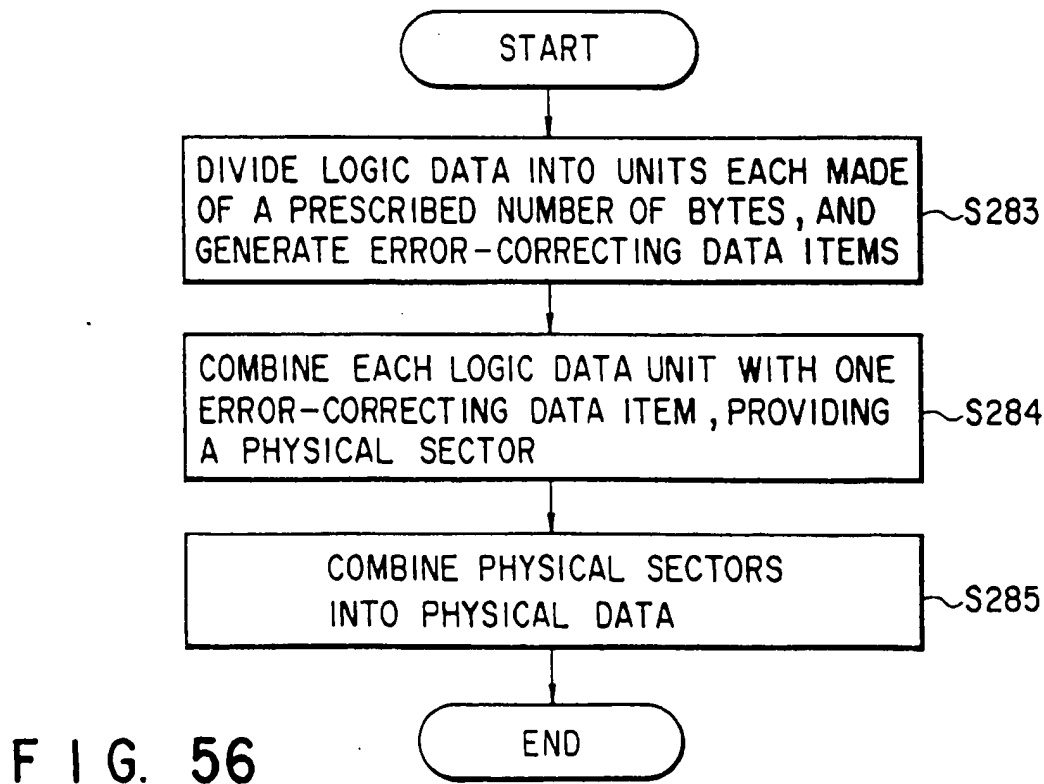 START
DIVIDE LOGIC DATA INTO UNITS EACH MADE
OF A PRESCRIBED NUMBER OF BYTES, AND
GENERATE ERROR-CORRECTING DATA ITEMS
S283
COMBINE EACH LOGIC DATA UNIT WITH ONE
ERROR-CORRECTING DATA ITEM, PROVIDING
A PHYSICAL SECTOR
S284
COMBINE PHYSICAL SECTORS
INTO PHYSICAL DATA
S285
END
FIG. 56